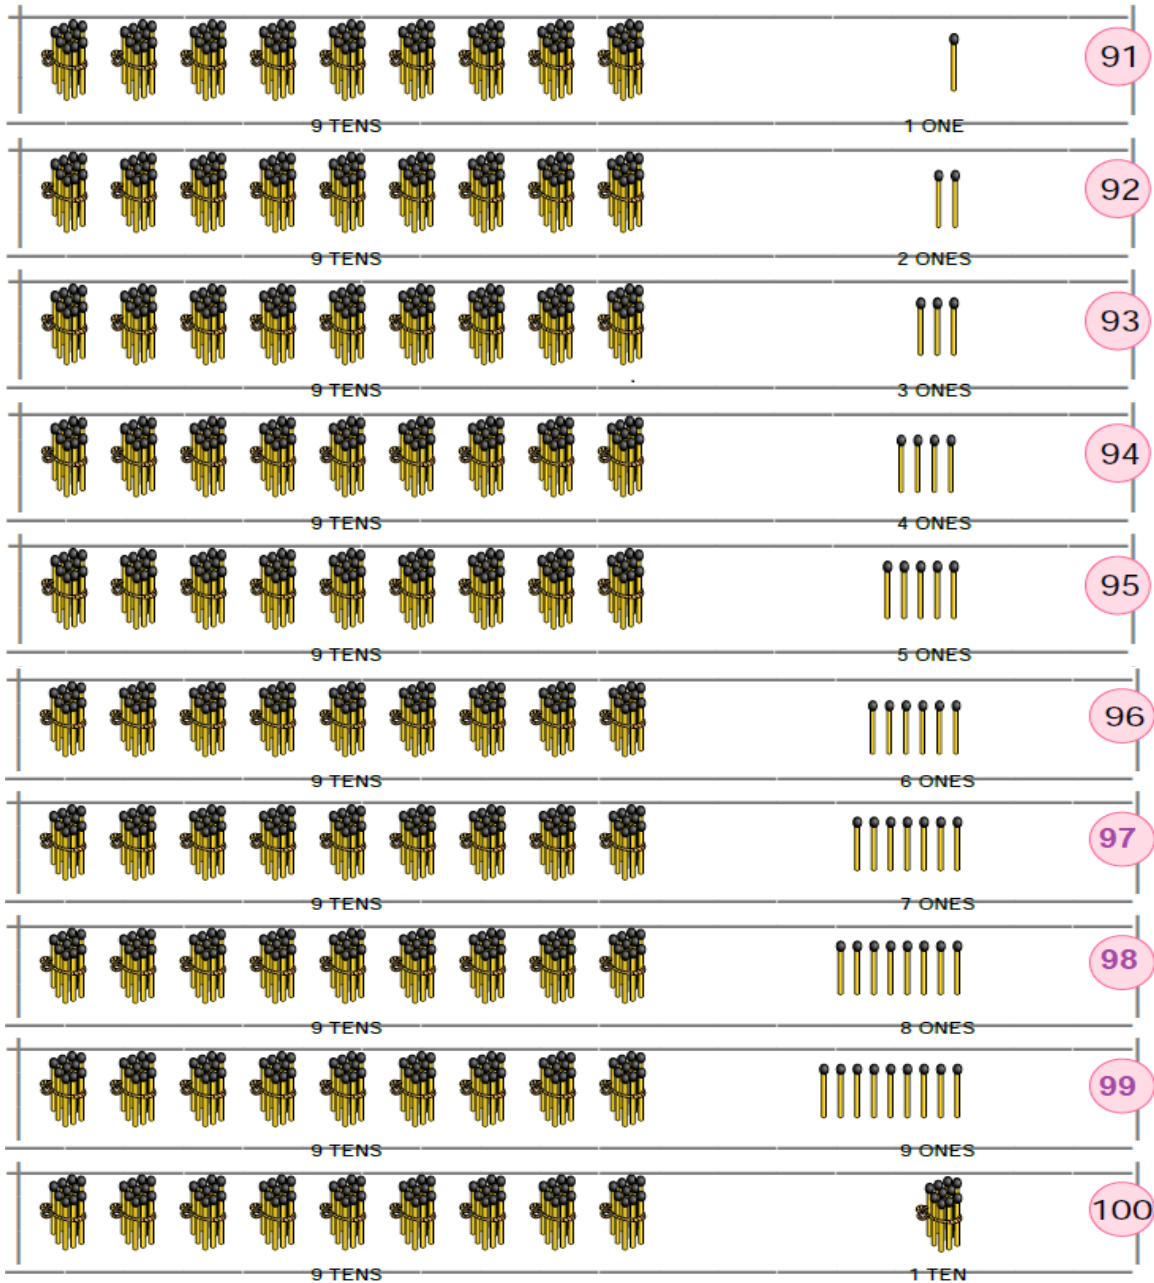 91
9 TENS 1 ONE
92
9 TENS 2 ONES
93
9 TENS 3 ONES
94
9 TENS 4 ONES
95
9 TENS 5 ONES
96
9 TENS 6 ONES
97
9 TENS 7 ONES
98
9 TENS 8 ONES
99
9 TENS 9 ONES
100
9 TENS 1 TEN